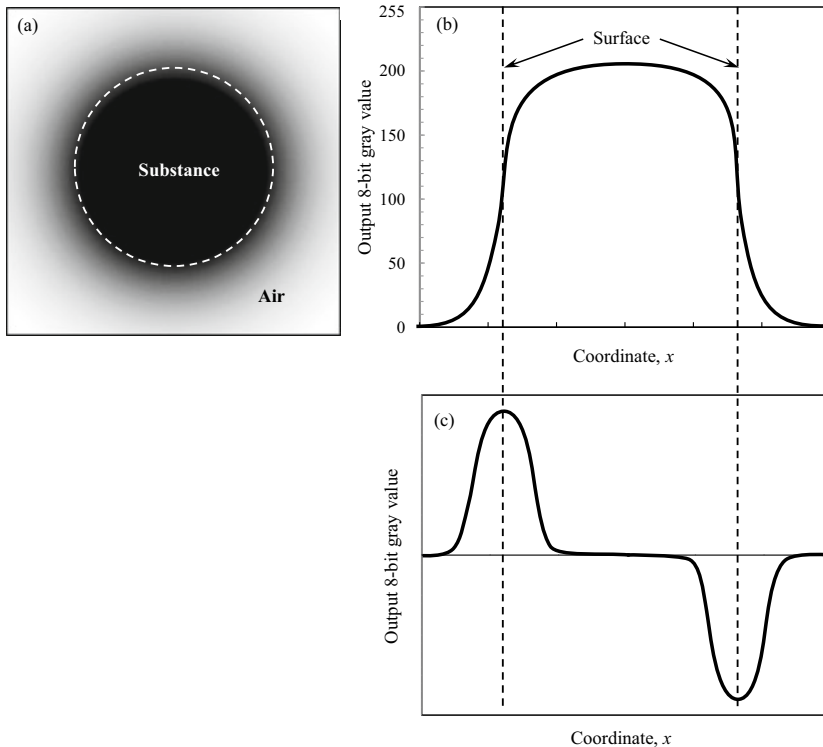 (a)
Substance
Air
(b)
Surface
Output 8-bit gray value
255
200
150
100
50
0
Coordinate, x
(c)
Output 8-bit gray value
Coordinate, x